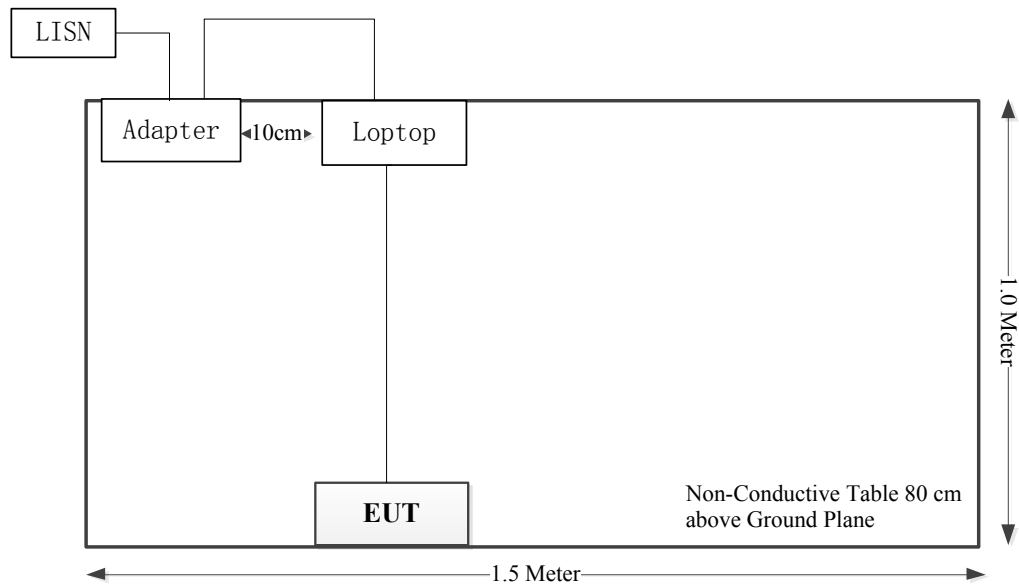 LISN
Adapter
10cm
Loptop
1.0 Meter
EUT
Non-Conductive Table 80 cm
above Ground Plane
1.5 Meter